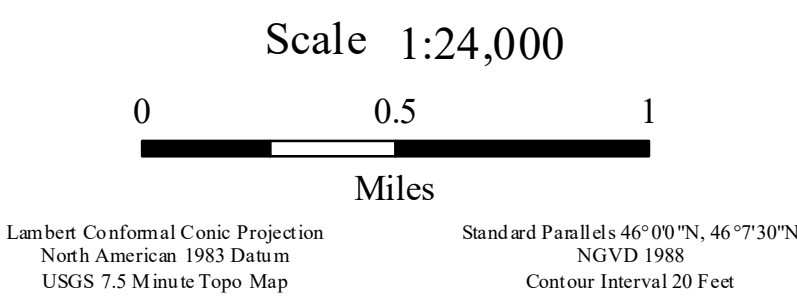 Scale 1:24,000
0 0.5 1
Miles
Lambert Conformal Conic Projection
North American 1983 Datum
USGS 7.5 Minute Topo Map
Standard Parallels 46°0'0"N, 46°7'30"N
NGVD 1988
Contour Interval 20 Feet